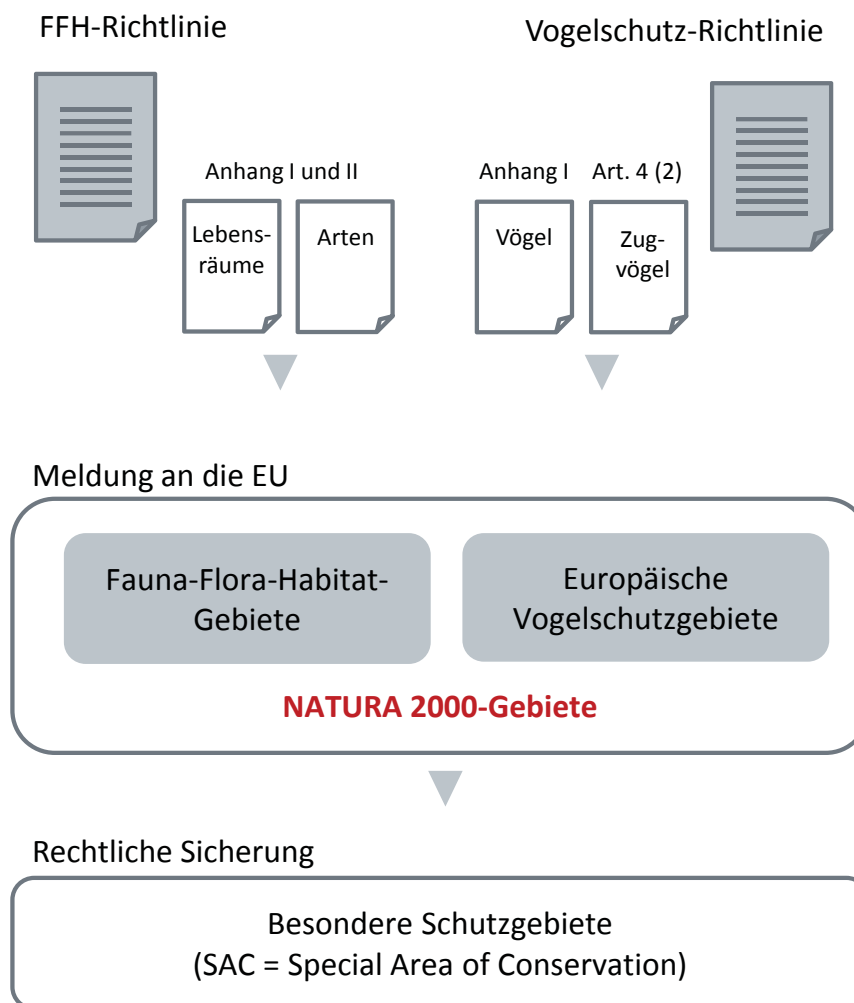 FFH-Richtlinie
Vogelschutz-Richtlinie
Anhang I und II
Anhang I
Art. 4 (2)
Lebens-
räume
Arten
Vögel
Zug-
vögel
Meldung an die EU
Fauna-Flora-Habitat-
Gebiete
Europäische
Vogelschutzgebiete
NATURA 2000-Gebiete
Rechtliche Sicherung
Besondere Schutzgebiete
(SAC = Special Area of Conservation)